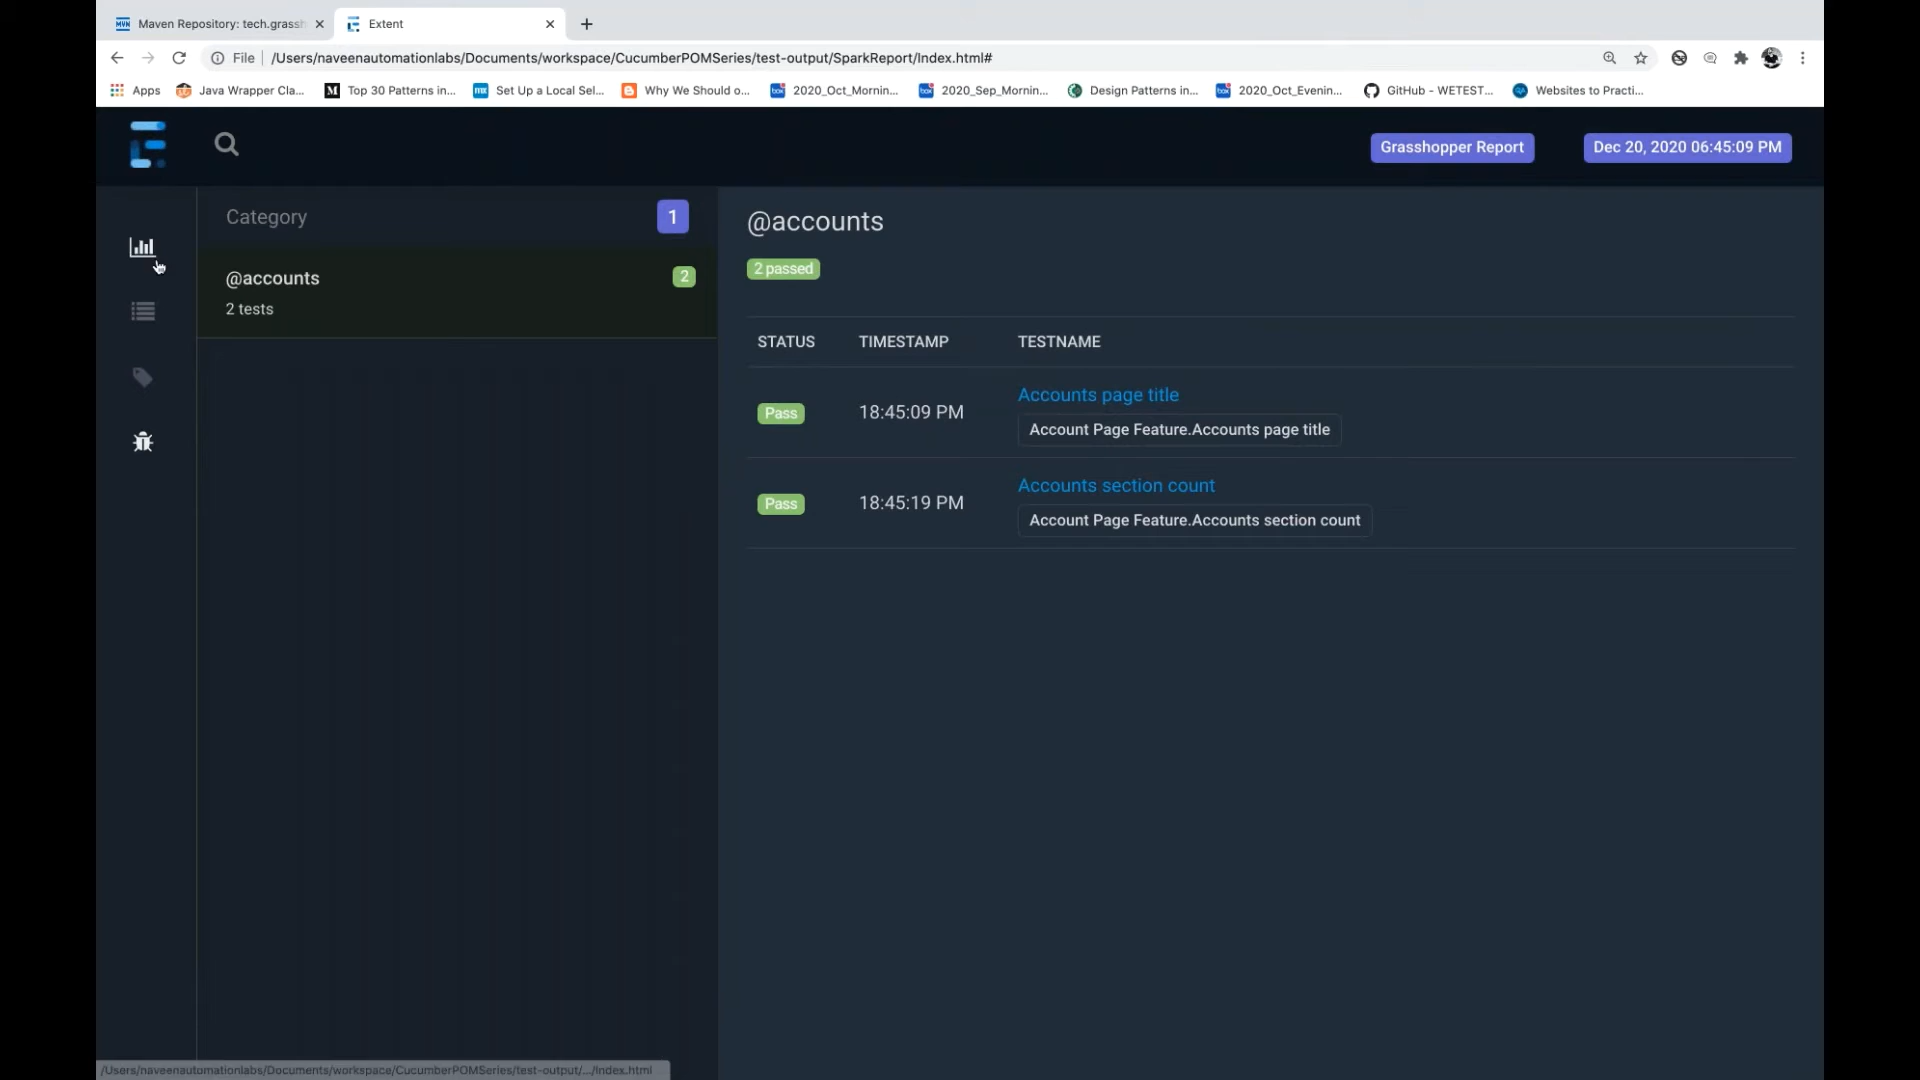 Maven Repository: tech.grassh
Extent
File
/Users/naveenautomationlabs/Documents/workspace/CucumberPOMSeries/test-output/SparkReport/Index.html#
Apps
Java Wrapper Cla...
Top 30 Patterns in...
Set Up a Local Sel...
Why We Should o...
2020_Oct_Mornin...
2020_Sep_Mornin...
Design Patterns in...
2020_Oct_Evenin...
GitHub - WETEST...
Websites to Practi...
Grasshopper Report
Dec 20, 2020 06:45:09 PM
Category
1
@accounts
2
2 tests
@accounts
2 passed
STATUS TIMESTAMP TESTNAME
Accounts page title
Pass 18:45:09 PM
Account Page Feature.Accounts page title
Accounts section count
Pass 18:45:19 PM
Account Page Feature.Accounts section count
/Users/naveenautomationlabs/Documents/workspace/CucumberPOMSeries/test-output/.../Index.html